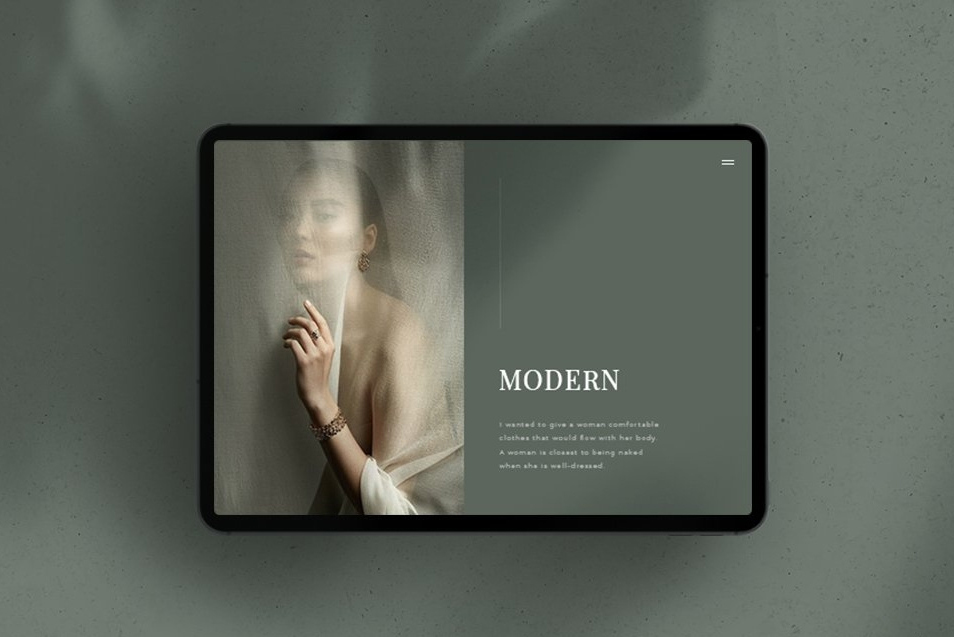 MODERN
I wanted to give a woman comfortable
clothes that would flow with her body.
A woman is closest to being naked
when she is well-dressed.